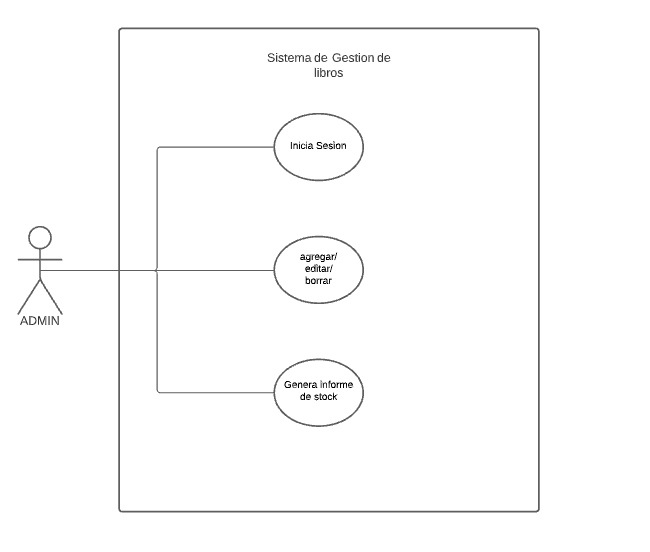 Sistema de Gestion de
libros
Inicia Sesion
agregar/
editar/
borrar
ADMIN
Genera informe
de stock